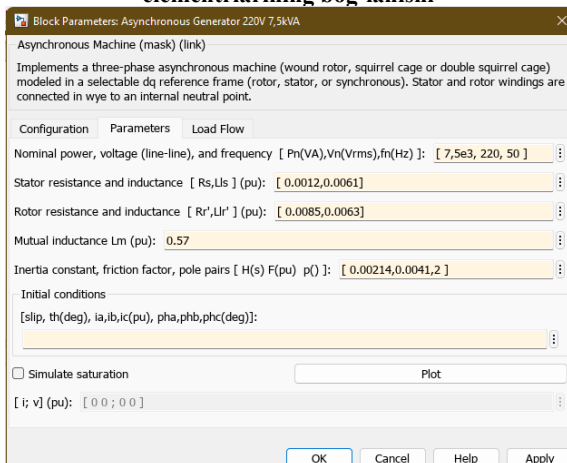 elementlarining bog'lanishi
Block Parameters: Asynchronous Generator 220V 7,5kVA
Asynchronous Machine (mask) (link)
Implements a three-phase asynchronous machine (wound rotor, squirrel cage or double squirrel cage)
modeled in a selectable dq reference frame (rotor, stator, or synchronous). Stator and rotor windings are
connected in wye to an internal neutral point.
Configuration Parameters Load Flow
Nominal power, voltage (line-line), and frequency [ Pn(VA),Vn(Vrms),fn(Hz) ]: [ 7,5e3, 220, 50 ]
Stator resistance and inductance [ Rs,Lls ] (pu): [ 0.0012,0.0061]
Rotor resistance and inductance [ Rr',Llr' ] (pu): [ 0.0085,0.0063]
Mutual inductance Lm (pu): 0.57
Inertia constant, friction factor, pole pairs [ H(s) F(pu) p() ]: [ 0.00214,0.0041,2 ]
Initial conditions
[slip, th(deg), ia,ib,ic(pu), pha,phb,phc(deg)]:
Simulate saturation Plot
[ i; v] (pu): [ 0 0 ; 0 0 ]
OK Cancel Help Apply